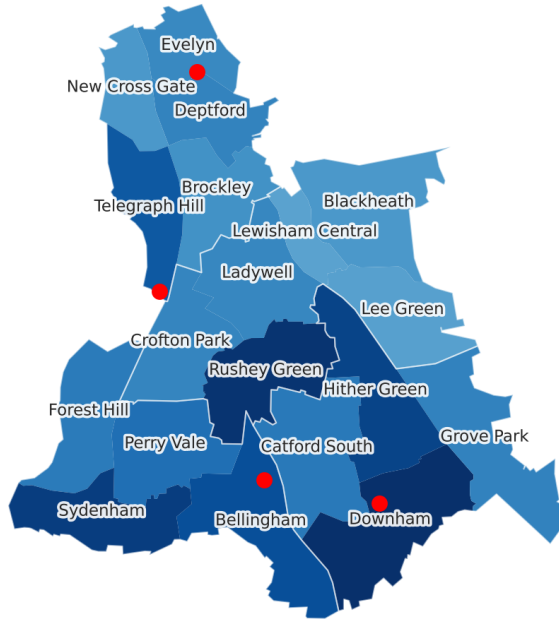 Evelyn
New Cross Gate
Deptford
Brockley
Telegraph Hill
Blackheath
Lewisham Central
Ladywell
Lee Green
Crofton Park
Rushey Green
Hither Green
Forest Hill
Grove Park
Perry Vale
Catford South
Sydenham
Bellingham
Downham